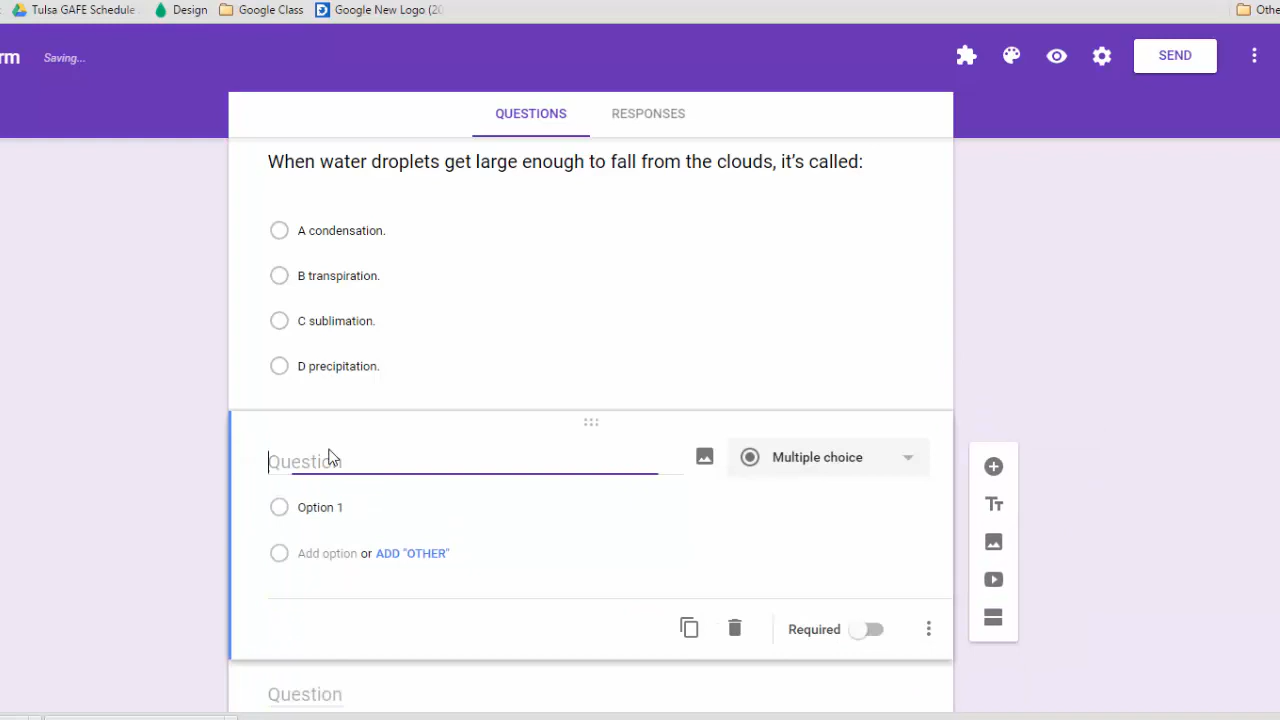 Tulsa GAFE Schedule Design Google Class Google New Logo (20 Othe
rm Saving... SEND
QUESTIONS RESPONSES
When water droplets get large enough to fall from the clouds, it’s called:
A condensation.
B transpiration.
C sublimation.
D precipitation.
Question Multiple choice
Option 1
Add option or ADD "OTHER"
Required
Question